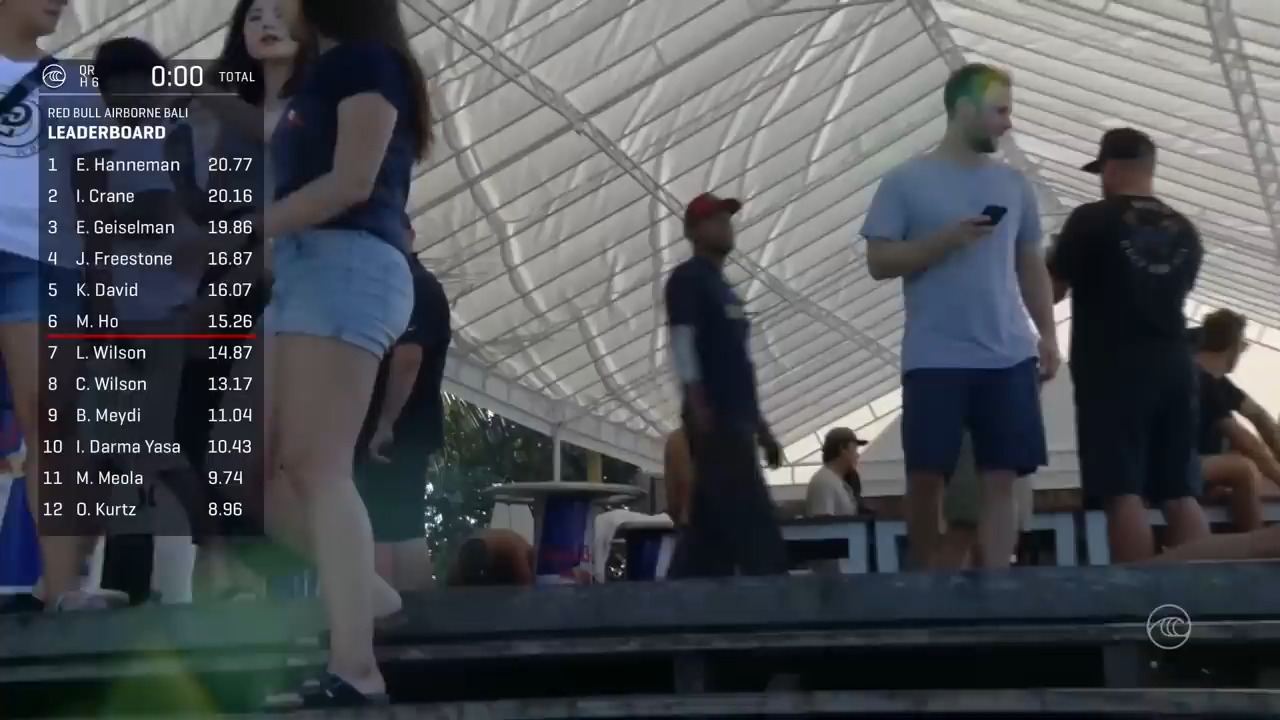 QR
H 6
0:00 TOTAL
RED BULL AIRBORNE BALI
LEADERBOARD
1 E. Hanneman 20.77
2 I. Crane 20.16
3 E. Geiselman 19.86
4 J. Freestone 16.87
5 K. David 16.07
6 M. Ho 15.26
7 L. Wilson 14.87
8 C. Wilson 13.17
9 B. Meydi 11.04
10 I. Darma Yasa 10.43
11 M. Meola 9.74
12 O. Kurtz 8.96